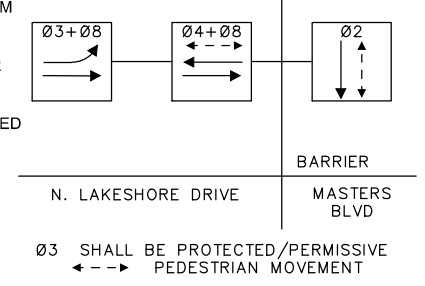 M
Ø3+Ø8
Ø4+Ø8
Ø2
R
ED
BARRIER
N. LAKESHORE DRIVE
MASTERS
BLVD
Ø3 SHALL BE PROTECTED/PERMISSIVE
PEDESTRIAN MOVEMENT